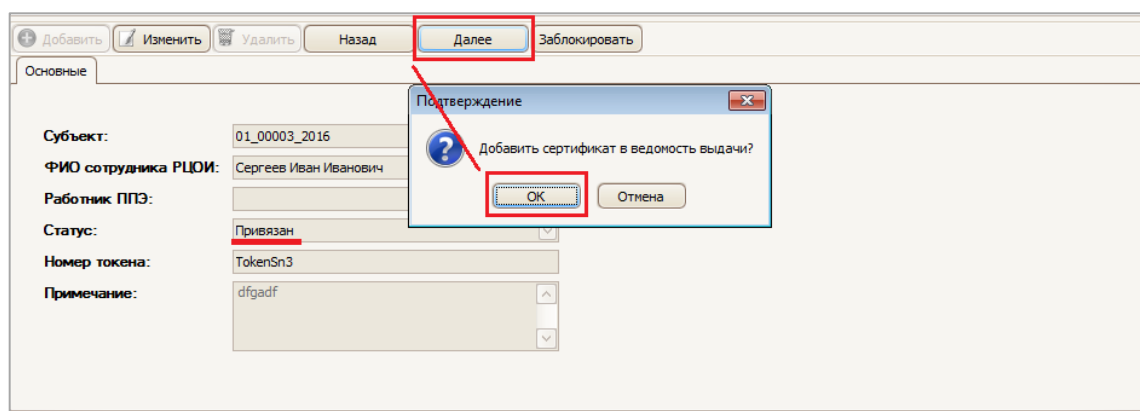 Добавить Изменить Удалить Назад Далее Заблокировать
Основные
Подтверждение
Добавить сертификат в ведомость выдачи?
OK Отмена
Субъект: 01_00003_2016
ФИО сотрудника РЦОИ: Сергеев Иван Иванович
Работник ППЭ:
Статус: Привязан
Номер токена: TokenSn3
Примечание: dfgadf